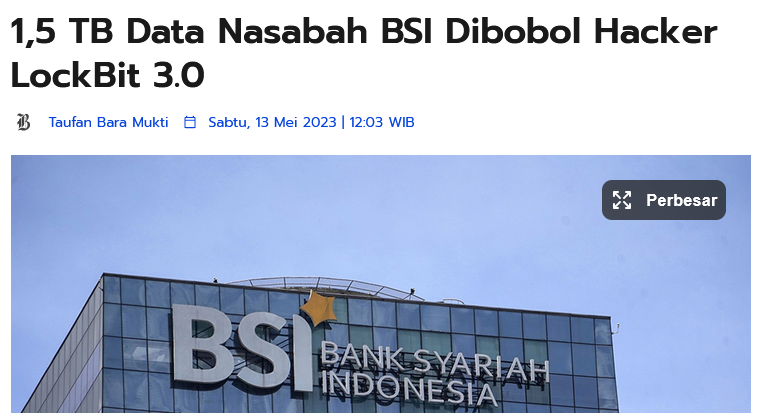 1,5 TB Data Nasabah BSI Dibobol Hacker
LockBit 3.0
Taufan Bara Mukti Sabtu, 13 Mei 2023 | 12:03 WIB
Perbesar
BSI BANK SYARIAH
INDONESIA